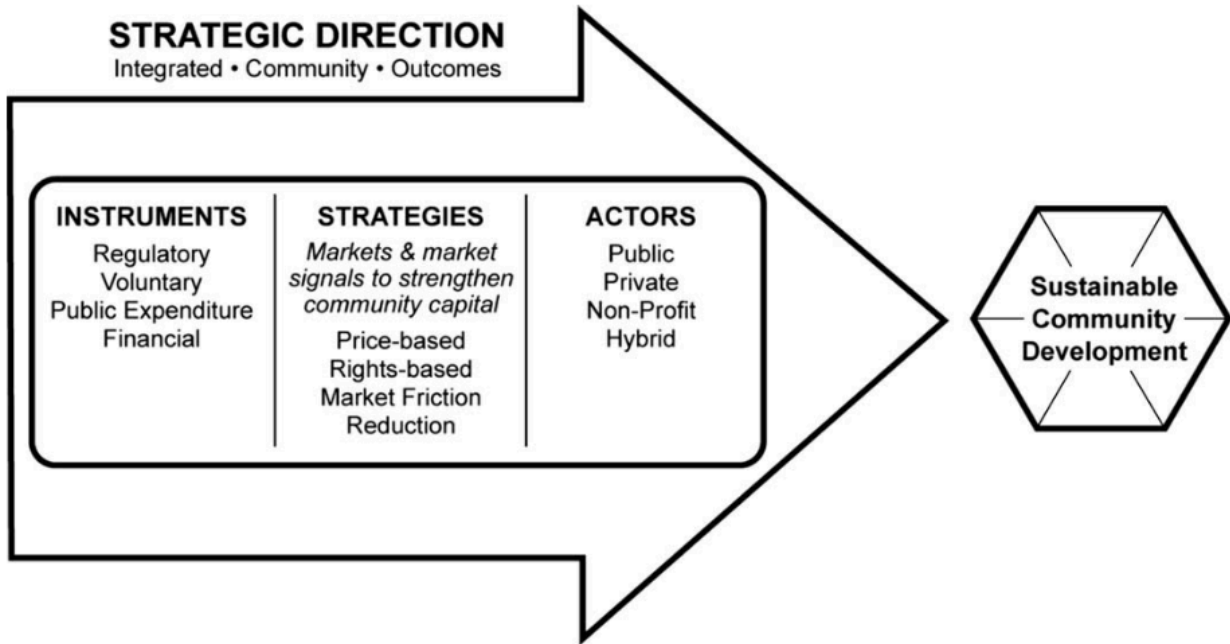 STRATEGIC DIRECTION
Integrated • Community • Outcomes
INSTRUMENTS
Regulatory
Voluntary
Public Expenditure
Financial
STRATEGIES
Markets & market
signals to strengthen
community capital
Price-based
Rights-based
Market Friction
Reduction
ACTORS
Public
Private
Non-Profit
Hybrid
Sustainable
Community
Development